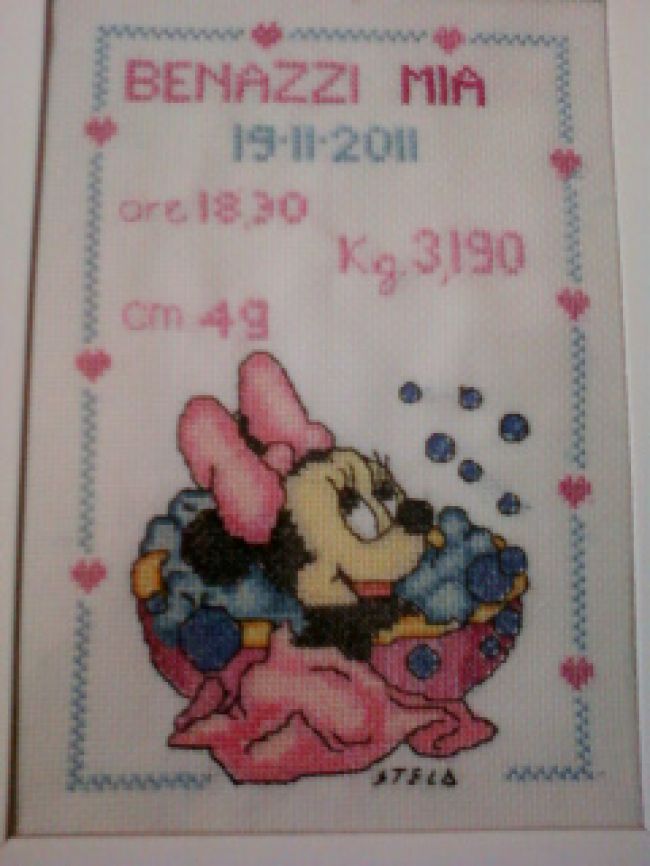 BENAZZI MIA
19·11·2011
ore 18,30
Kg. 3,190
cm 49
STELA